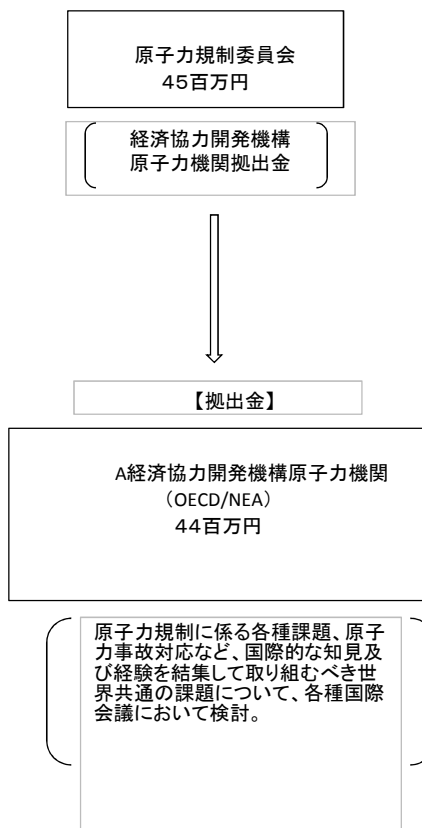 原子力規制委員会
４５百万円
経済協力開発機構
原子力機関拠出金
【拠出金】
A経済協力開発機構原子力機関
（OECD/NEA）
４４百万円
原子力規制に係る各種課題、原子
力事故対応など、国際的な知見及
び経験を結集して取り組むべき世
界共通の課題について、各種国際
会議において検討。